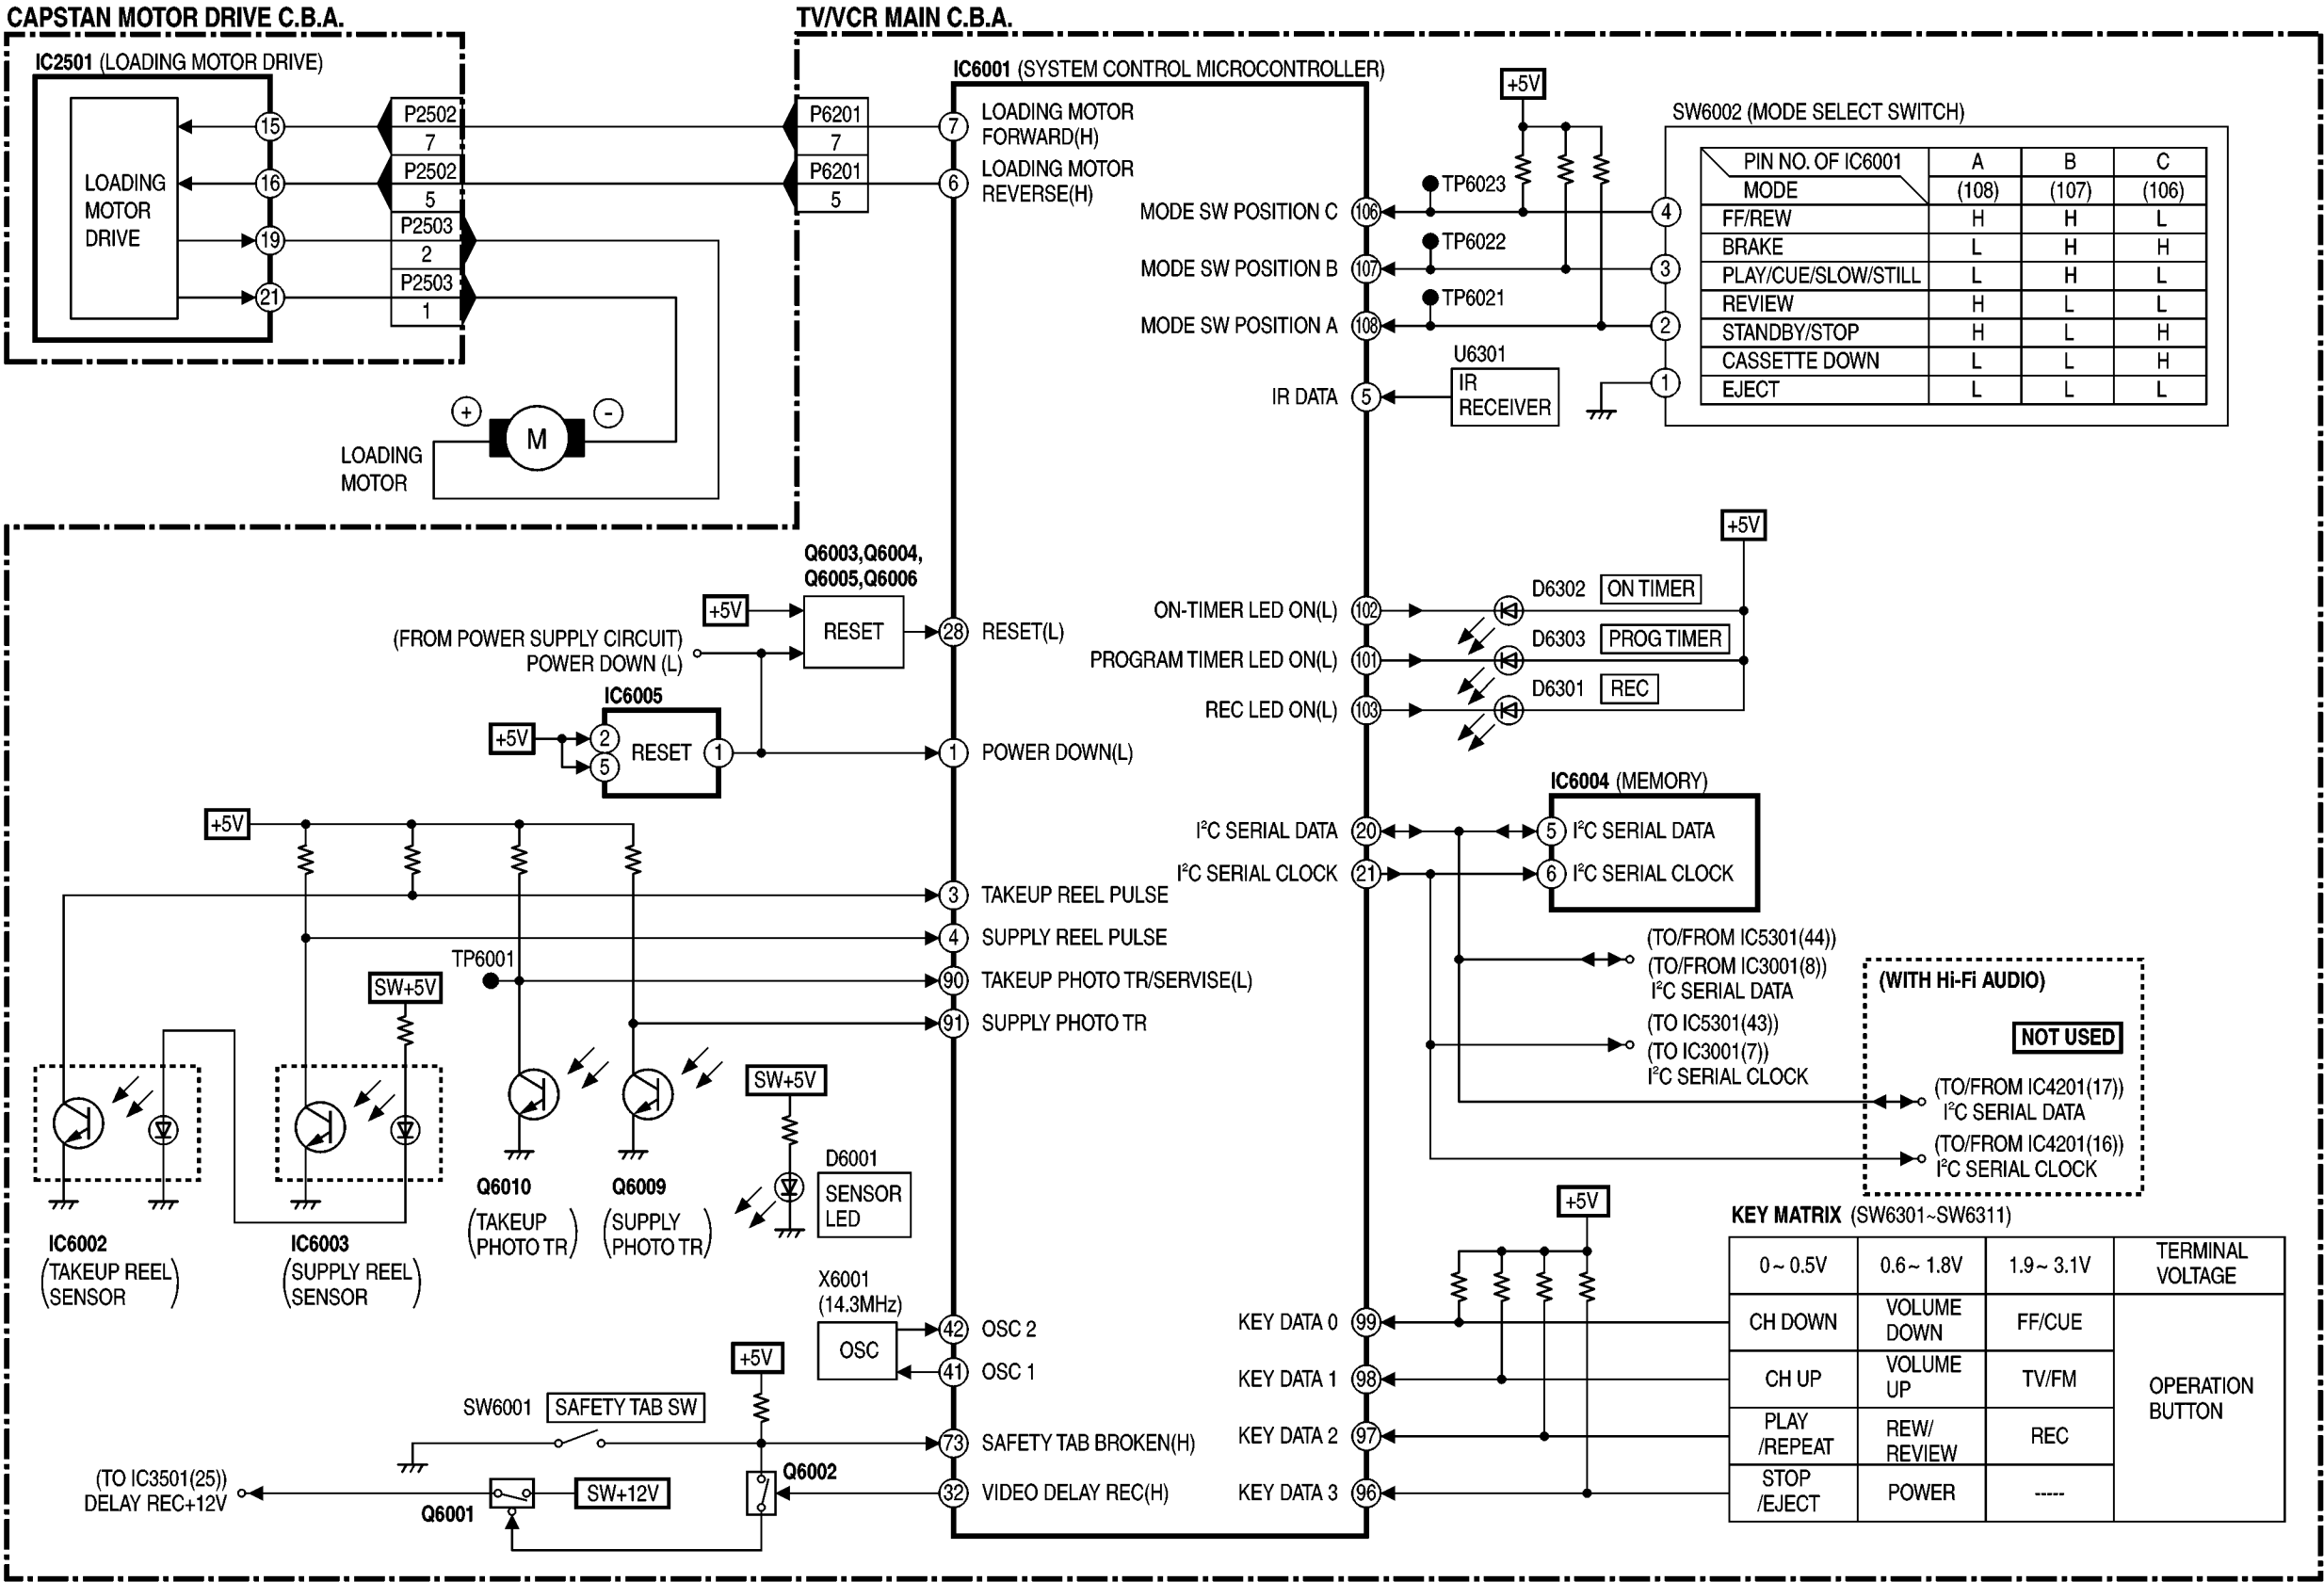 CAPSTAN MOTOR DRIVE C.B.A.
TV/VCR MAIN C.B.A.
IC2501 (LOADING MOTOR DRIVE)
LOADING
MOTOR
DRIVE
15
16
19
21
P2502
7
P2502
5
P2503
2
P2503
1
P6201
7
P6201
5
+
-
M
LOADING
MOTOR
IC6001 (SYSTEM CONTROL MICROCONTROLLER)
7
LOADING MOTOR
FORWARD(H)
6
LOADING MOTOR
REVERSE(H)
MODE SW POSITION C
106
TP6023
MODE SW POSITION B
107
TP6022
MODE SW POSITION A
108
TP6021
+5V
IR DATA
5
U6301
IR
RECEIVER
SW6002 (MODE SELECT SWITCH)
4
3
2
1
PIN NO. OF IC6001 A B C
MODE (108) (107) (106)
FF/REW H H L
BRAKE L H H
PLAY/CUE/SLOW/STILL L H L
REVIEW H L L
STANDBY/STOP H L H
CASSETTE DOWN L L H
EJECT L L L
Q6003,Q6004,
Q6005,Q6006
+5V
RESET
28
RESET(L)
(FROM POWER SUPPLY CIRCUIT)
POWER DOWN (L)
IC6005
+5V
2
5
RESET
1
1
POWER DOWN(L)
+5V
ON-TIMER LED ON(L)
102
D6302
ON TIMER
PROGRAM TIMER LED ON(L)
101
D6303
PROG TIMER
REC LED ON(L)
103
D6301
REC
IC6004 (MEMORY)
I²C SERIAL DATA
20
5
I²C SERIAL DATA
I²C SERIAL CLOCK
21
6
I²C SERIAL CLOCK
(TO/FROM IC5301(44))
(TO/FROM IC3001(8))
I²C SERIAL DATA
(TO IC5301(43))
(TO IC3001(7))
I²C SERIAL CLOCK
(WITH Hi-Fi AUDIO)
NOT USED
(TO/FROM IC4201(17))
I²C SERIAL DATA
(TO/FROM IC4201(16))
I²C SERIAL CLOCK
+5V
3
TAKEUP REEL PULSE
4
SUPPLY REEL PULSE
TP6001
90
TAKEUP PHOTO TR/SERVISE(L)
91
SUPPLY PHOTO TR
SW+5V
SW+5V
D6001
SENSOR
LED
IC6002
(TAKEUP REEL
SENSOR)
IC6003
(SUPPLY REEL
SENSOR)
Q6010
(TAKEUP
PHOTO TR)
Q6009
(SUPPLY
PHOTO TR)
X6001
(14.3MHz)
OSC
42
OSC 2
41
OSC 1
+5V
SW6001
SAFETY TAB SW
73
SAFETY TAB BROKEN(H)
(TO IC3501(25))
DELAY REC+12V
Q6001
SW+12V
Q6002
32
VIDEO DELAY REC(H)
+5V
KEY DATA 0
99
KEY DATA 1
98
KEY DATA 2
97
KEY DATA 3
96
KEY MATRIX (SW6301~SW6311)
0~ 0.5V 0.6~ 1.8V 1.9~ 3.1V
TERMINAL
VOLTAGE
CH DOWN
VOLUME
DOWN
FF/CUE
CH UP
VOLUME
UP
TV/FM
PLAY
/REPEAT
REW/
REVIEW
REC
STOP
/EJECT
POWER
-----
OPERATION
BUTTON